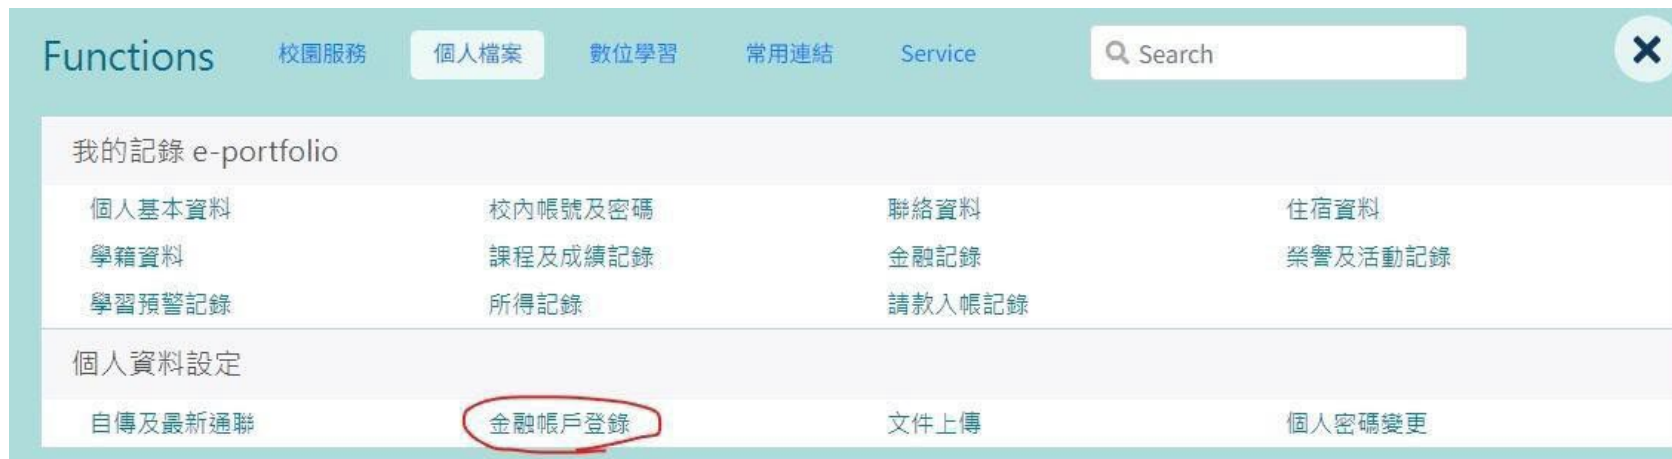 Functions 校園服務 個人檔案 數位學習 常用連結 Service Search
我的記錄 e-portfolio
個人基本資料 校內帳號及密碼 聯絡資料 住宿資料
學籍資料 課程及成績記錄 金融記錄 榮譽及活動記錄
學習預警記錄 所得記錄 請款入帳記錄
個人資料設定
自傳及最新通聯 金融帳戶登錄 文件上傳 個人密碼變更